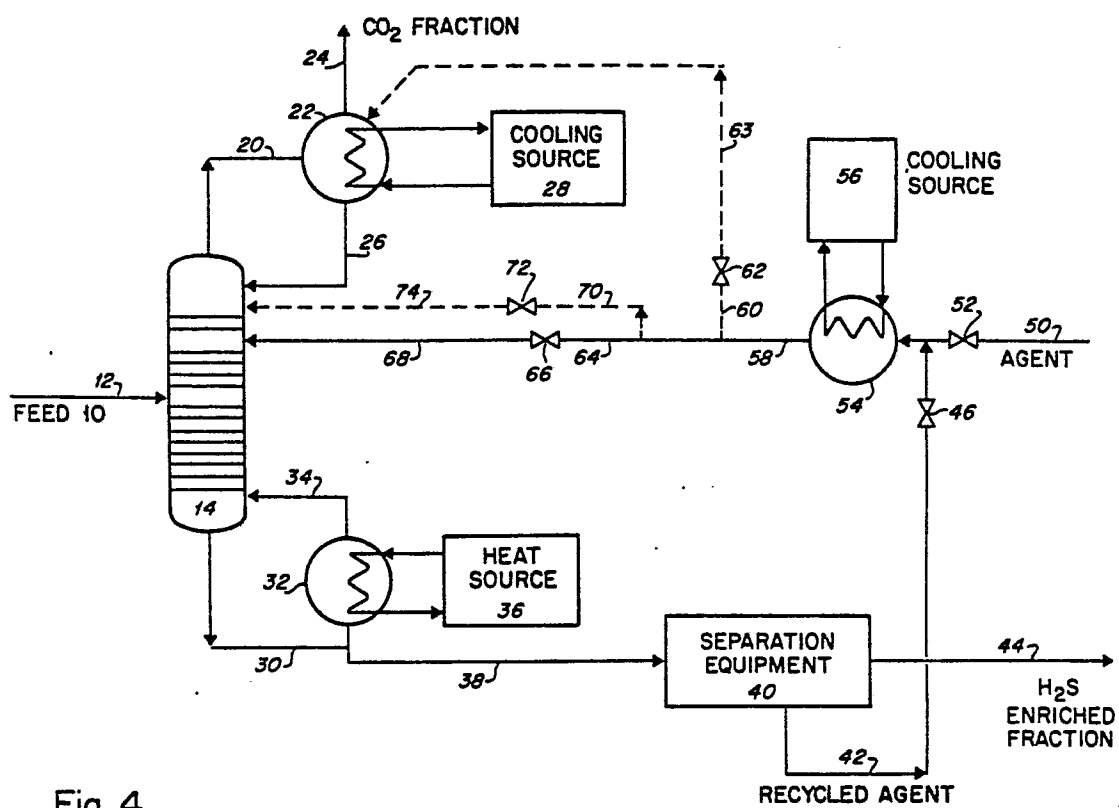 CO2 FRACTION
24
22
20
COOLING
SOURCE
28
63
56
COOLING
SOURCE
26
62
60
72
74
70
52
50
AGENT
68
66
64
58
54
46
12
FEED 10
34
14
32
HEAT
SOURCE
36
30
38
SEPARATION
EQUIPMENT
40
44
H2S
ENRICHED
FRACTION
42
RECYCLED AGENT
Fig. 4